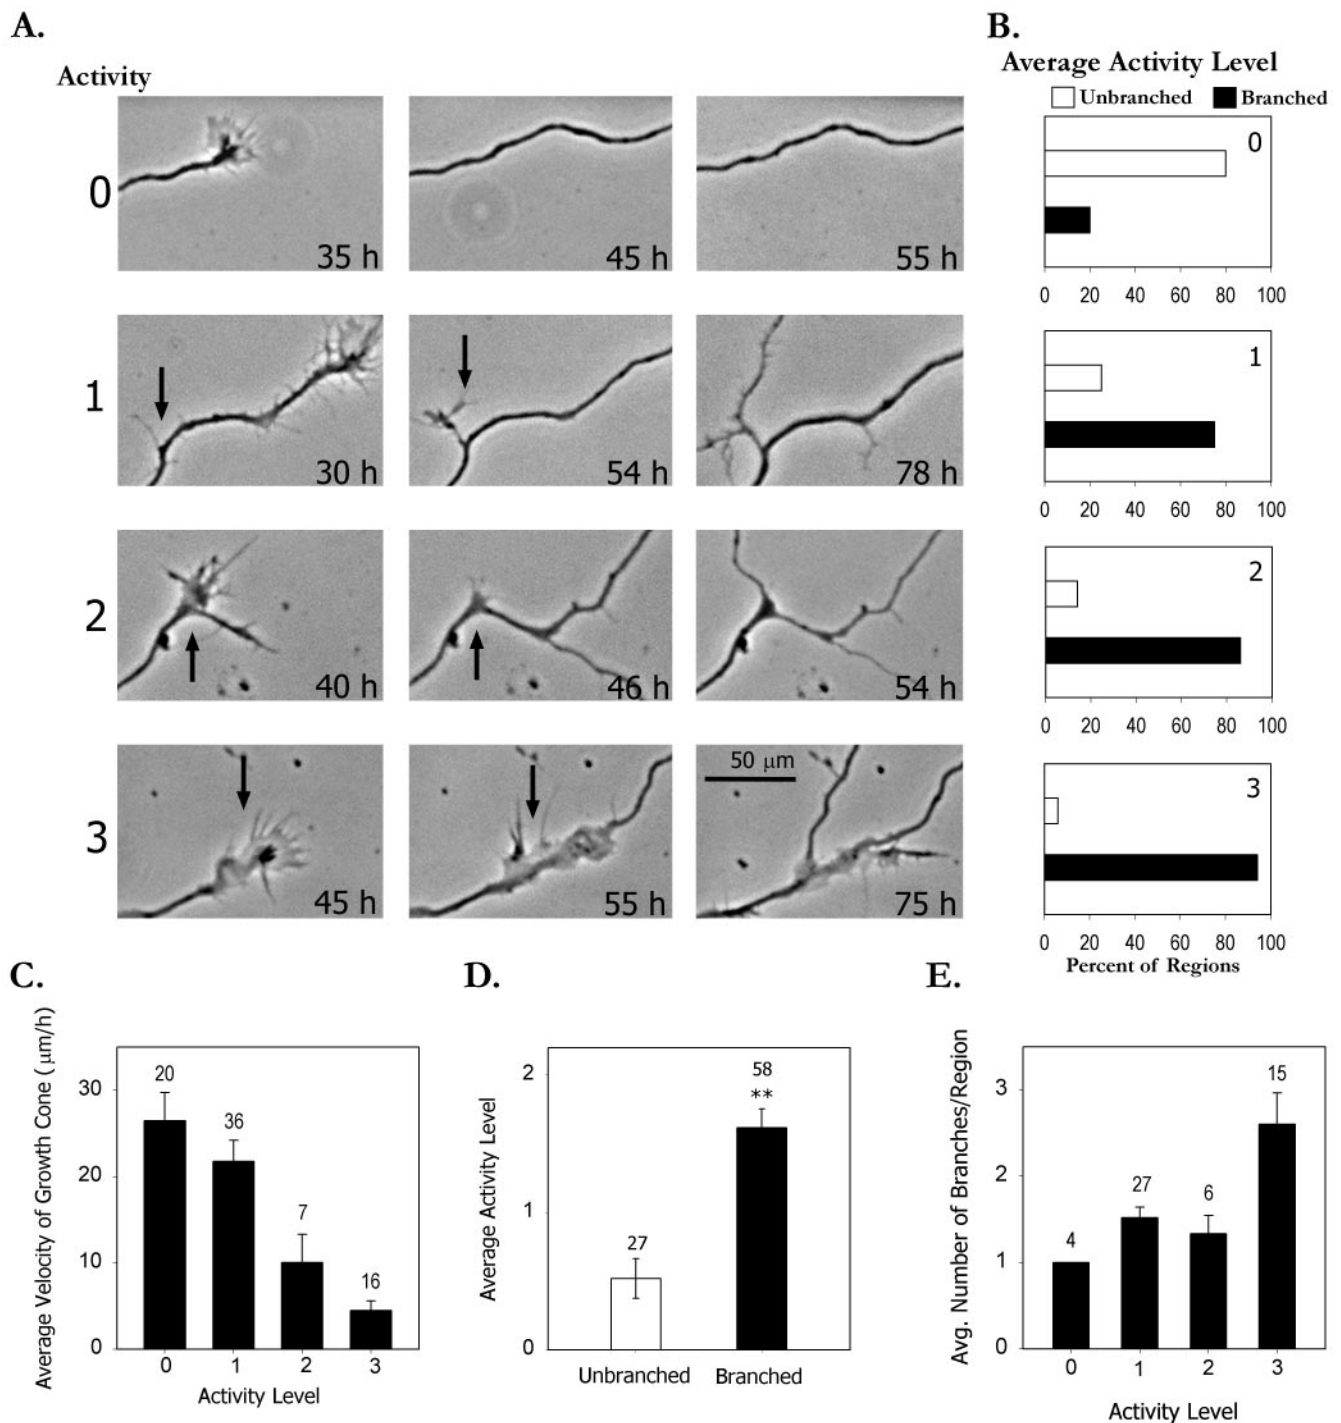 A.
Activity
0
35 h
45 h
55 h
1
30 h
54 h
78 h
2
40 h
46 h
54 h
3
45 h
55 h
50 μm
75 h
B.
Average Activity Level
Unbranched Branched
0
0 20 40 60 80 100
1
0 20 40 60 80 100
2
0 20 40 60 80 100
3
0 20 40 60 80 100
Percent of Regions
C.
Average Velocity of Growth Cone (μm/h)
30
20
10
0
20
36
7
16
0 1 2 3
Activity Level
D.
Average Activity Level
2
1
0
27
58
**
Unbranched Branched
E.
Avg. Number of Branches/Region
3
2
1
0
4
27
6
15
0 1 2 3
Activity Level